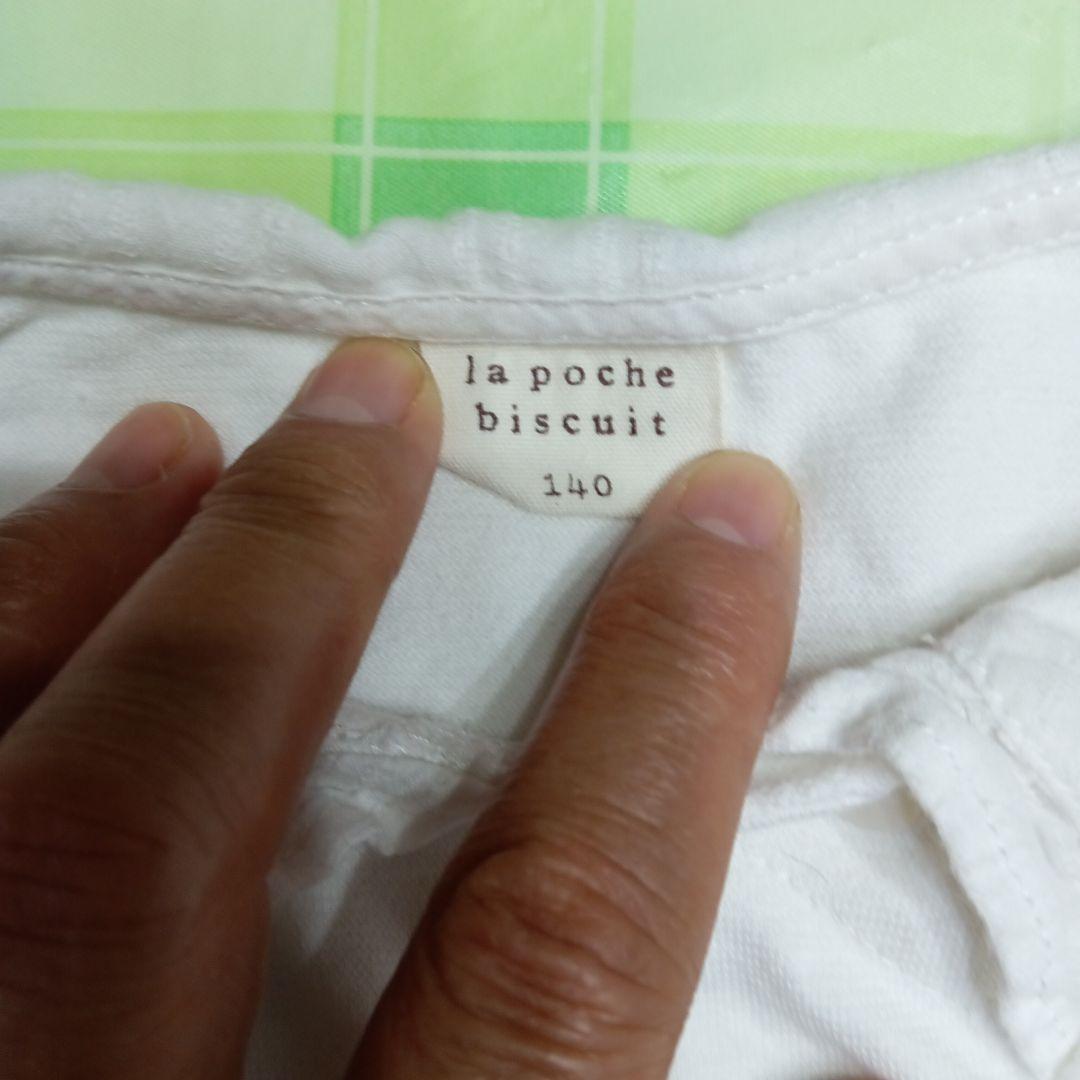 la poche
biscuit
140